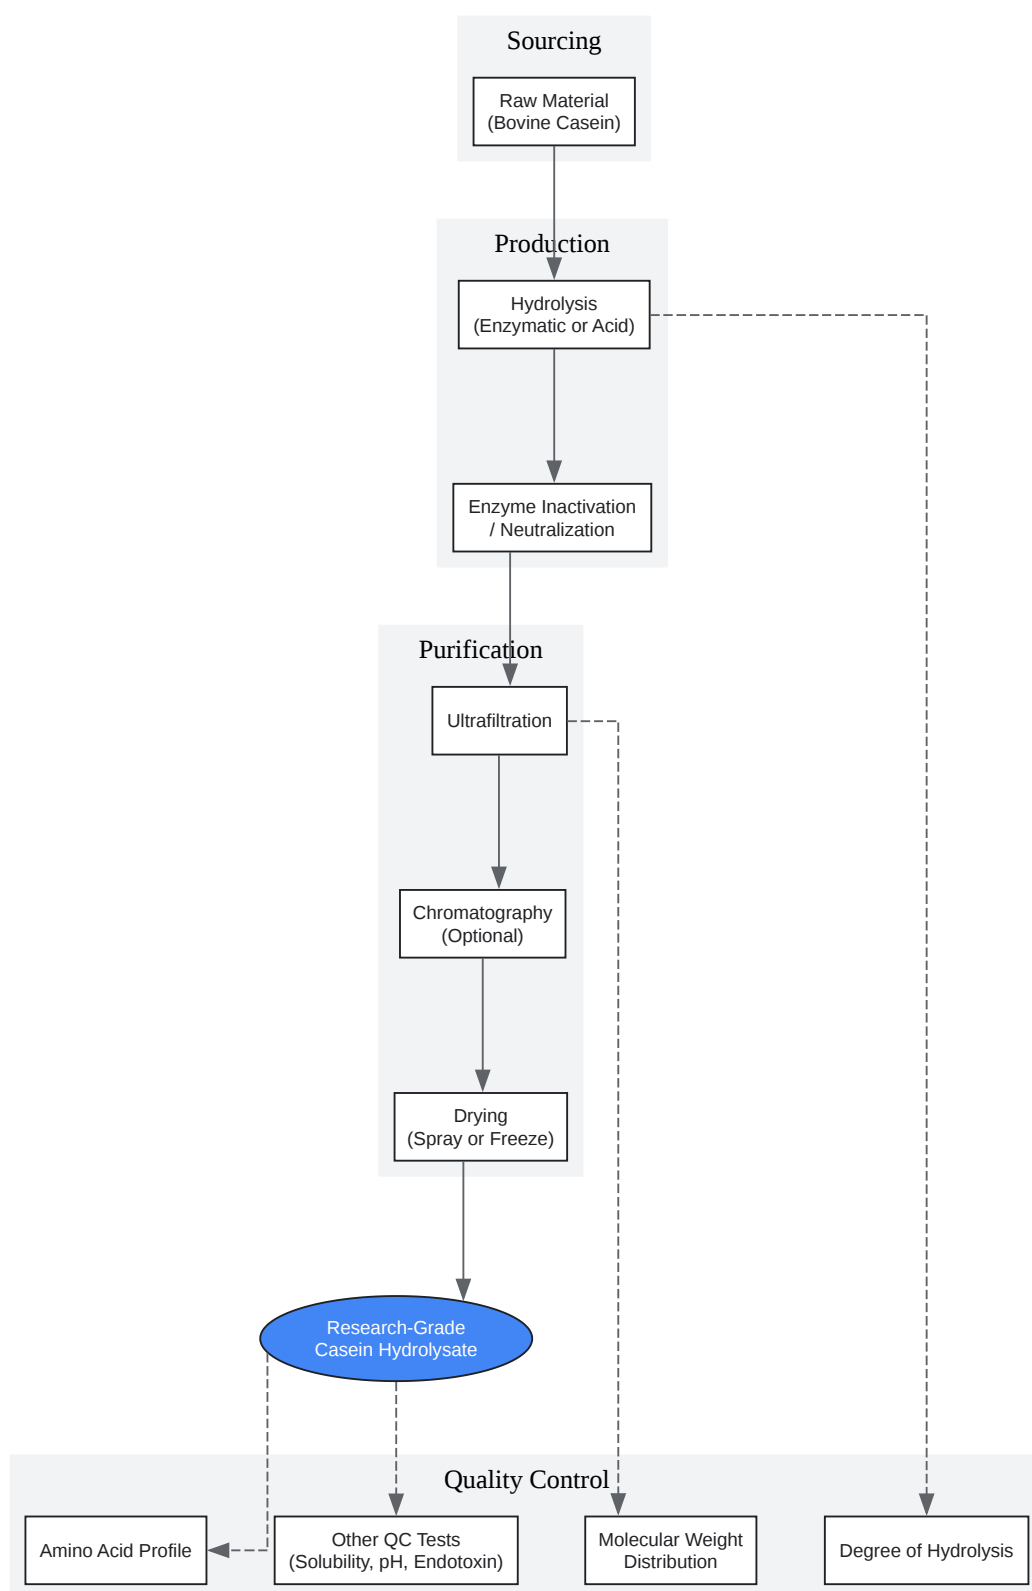 Sourcing
Raw Material
(Bovine Casein)
Production
Hydrolysis
(Enzymatic or Acid)
Enzyme Inactivation
/ Neutralization
Purification
Ultrafiltration
Chromatography
(Optional)
Drying
(Spray or Freeze)
Research-Grade
Casein Hydrolysate
Quality Control
Amino Acid Profile
Other QC Tests
(Solubility, pH, Endotoxin)
Molecular Weight
Distribution
Degree of Hydrolysis